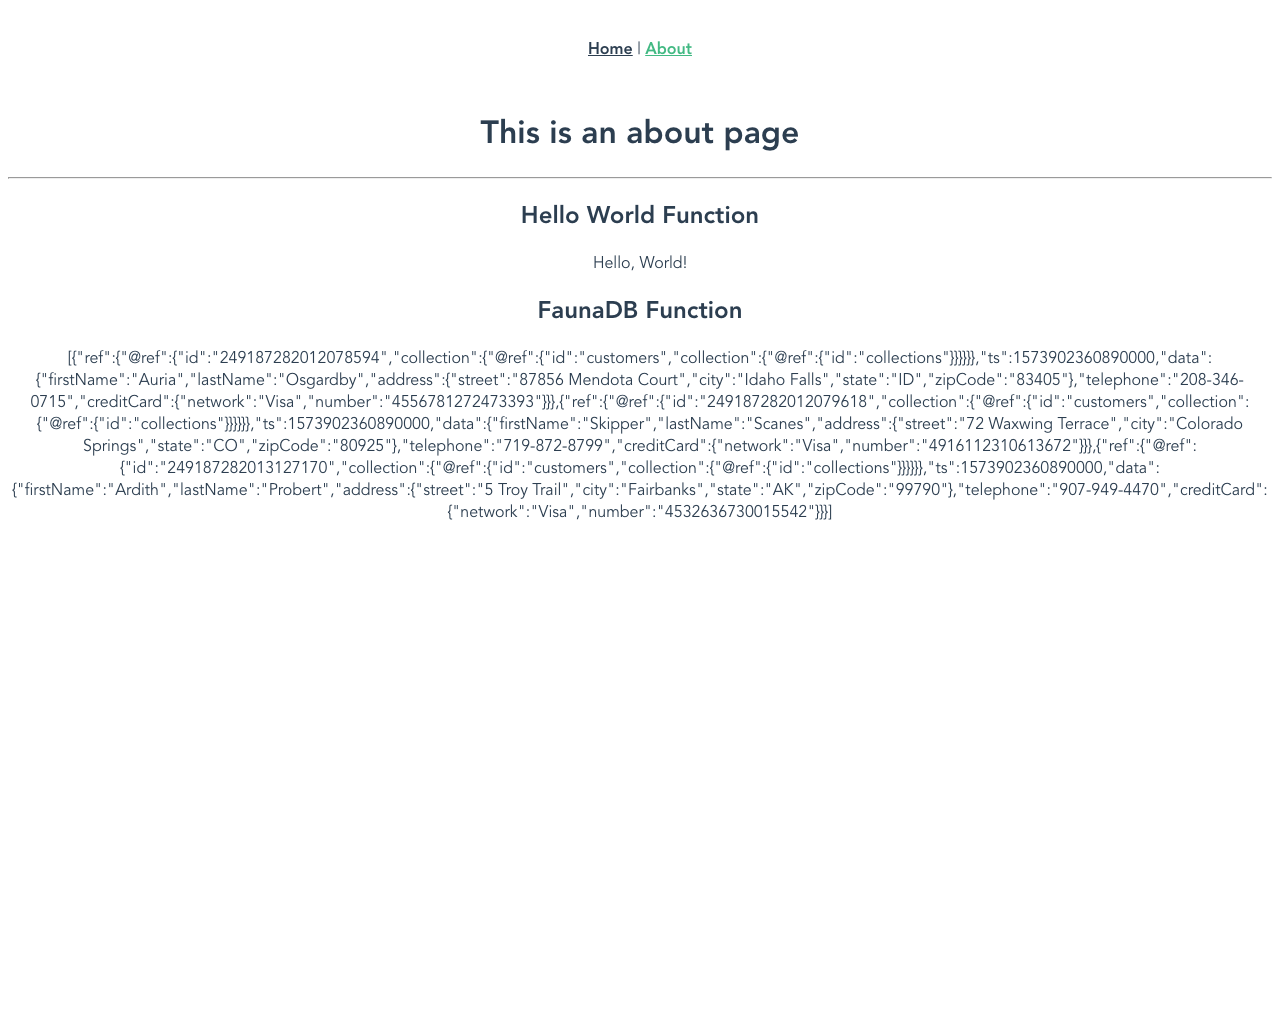 Home | About
This is an about page
Hello World Function
Hello, World!
FaunaDB Function
[{"ref":{"@ref":{"id":"249187282012078594","collection":{"@ref":{"id":"customers","collection":{"@ref":{"id":"collections"}}}}}},"ts":1573902360890000,"data":
{"firstName":"Auria","lastName":"Osgardby","address":{"street":"87856 Mendota Court","city":"Idaho Falls","state":"ID","zipCode":"83405"},"telephone":"208-346-
0715","creditCard":{"network":"Visa","number":"4556781272473393"}}},{"ref":{"@ref":{"id":"249187282012079618","collection":{"@ref":{"id":"customers","collection":
{"@ref":{"id":"collections"}}}}}},"ts":1573902360890000,"data":{"firstName":"Skipper","lastName":"Scanes","address":{"street":"72 Waxwing Terrace","city":"Colorado
Springs","state":"CO","zipCode":"80925"},"telephone":"719-872-8799","creditCard":{"network":"Visa","number":"4916112310613672"}}},{"ref":{"@ref":
{"id":"249187282013127170","collection":{"@ref":{"id":"customers","collection":{"@ref":{"id":"collections"}}}}}},"ts":1573902360890000,"data":
{"firstName":"Ardith","lastName":"Probert","address":{"street":"5 Troy Trail","city":"Fairbanks","state":"AK","zipCode":"99790"},"telephone":"907-949-4470","creditCard":
{"network":"Visa","number":"4532636730015542"}}}]